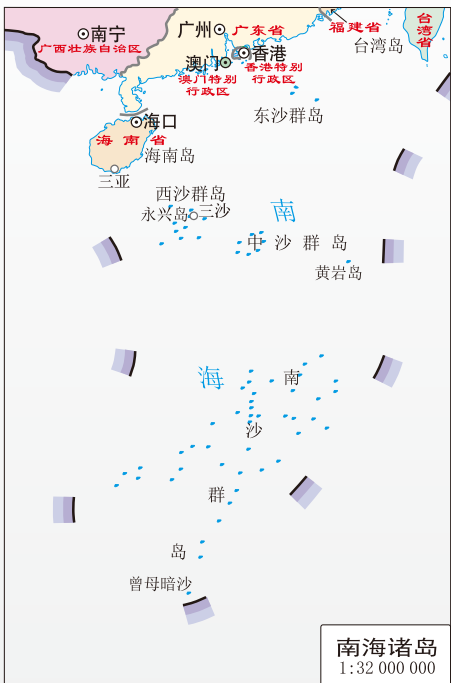 南宁
广西壮族自治区
广州
广东省
福建省
台湾省
台湾岛
澳门
香港
澳门特别
行政区
香港特别
行政区
东沙群岛
海口
海南省
海南岛
三亚
西沙群岛
永兴岛
三沙
南
中沙群岛
黄岩岛
海
南
沙
群
岛
曾母暗沙
南海诸岛
1:32 000 000